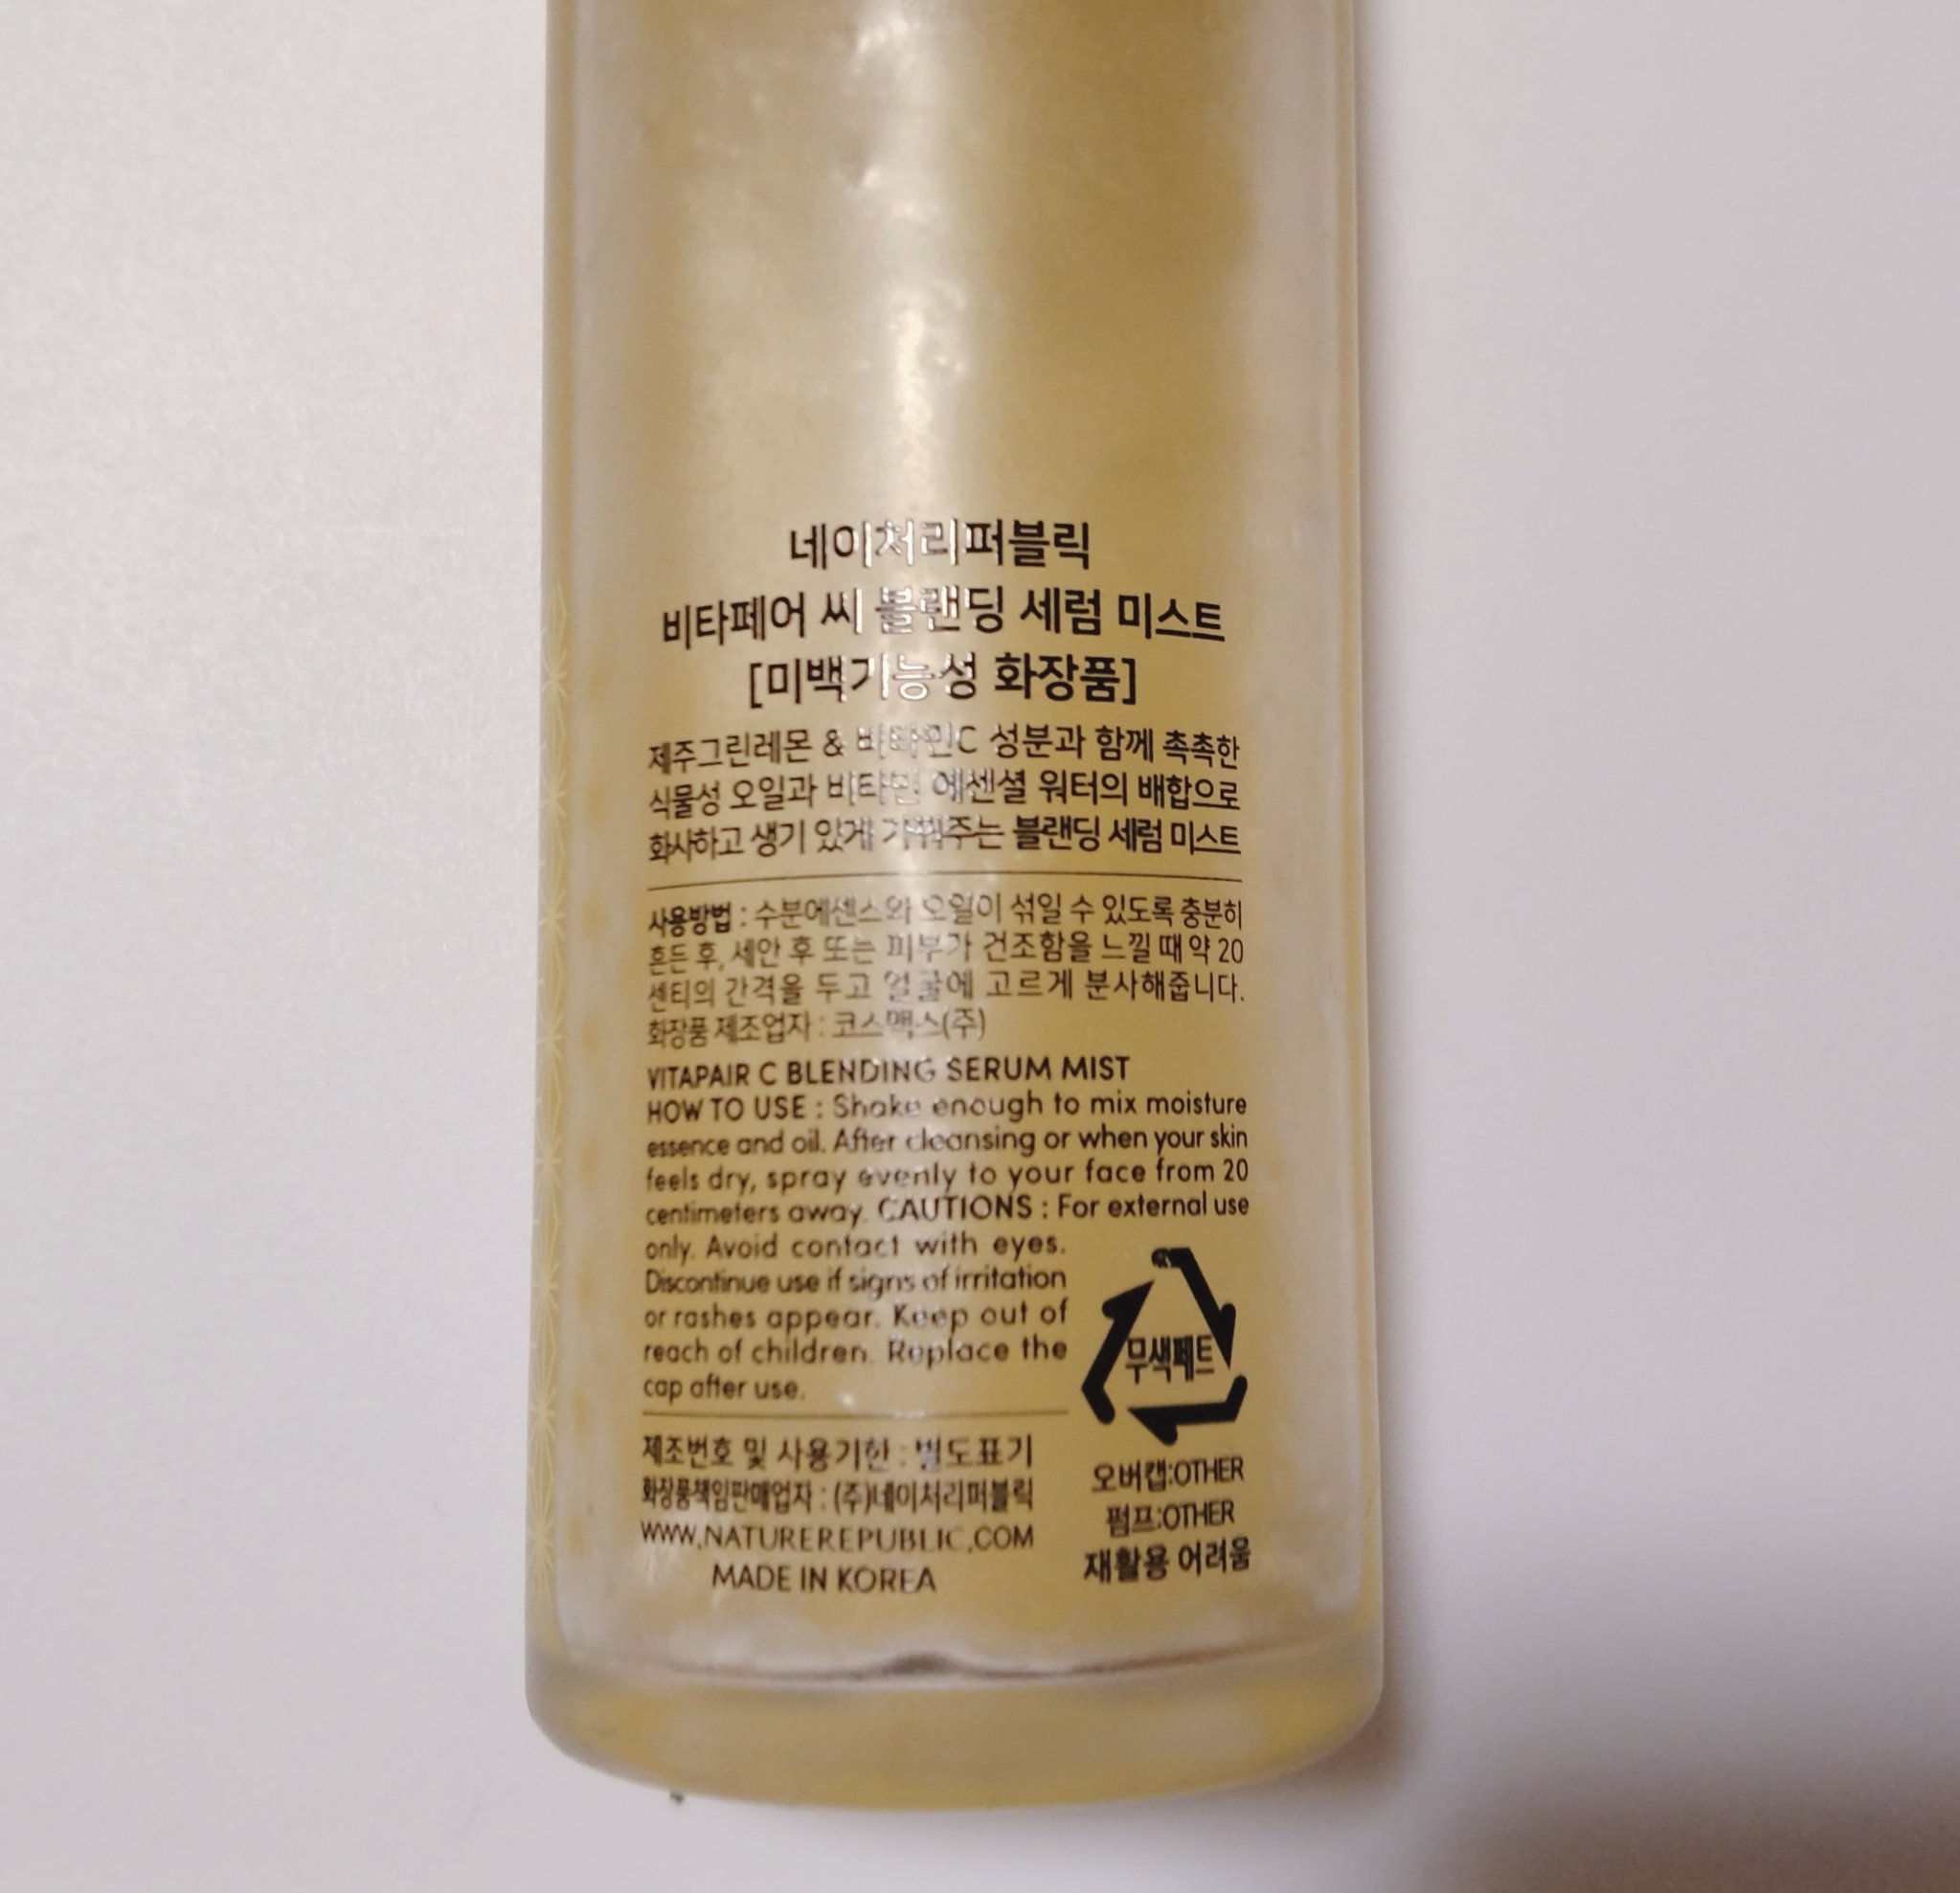 네이처리퍼블릭
비타페어 씨 블랜딩 세럼 미스트
[미백기능성 화장품]
제주그린레몬 & 비타민C 성분과 함께 촉촉한
식물성 오일과 비타민 에센셜 워터의 배합으로
화사하고 생기 있게 가꿔주는 블랜딩 세럼 미스트
사용방법 : 수분에센스와 오일이 섞일 수 있도록 충분히
흔든 후, 세안 후 또는 피부가 건조함을 느낄 때 약 20
센티의 간격을 두고 얼굴에 고르게 분사해줍니다.
화장품 제조업자 : 코스맥스(주)
VITAPAIR C BLENDING SERUM MIST
HOW TO USE : Shake enough to mix moisture
essence and oil. After cleansing or when your skin
feels dry, spray evenly to your face from 20
centimeters away. CAUTIONS : For external use
only. Avoid contact with eyes.
Discontinue use if signs of irritation
or rashes appear. Keep out of
reach of children. Replace the
cap after use.
제조번호 및 사용기한 : 별도표기
화장품책임판매업자 : (주)네이처리퍼블릭
WWW.NATUREREPUBLIC.COM
MADE IN KOREA
무색페트
오버캡:OTHER
펌프:OTHER
재활용 어려움